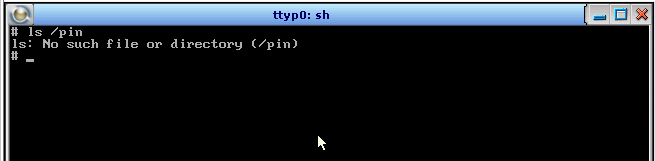 ttyp0: sh
# ls /pin
ls: No such file or directory (/pin)
# _